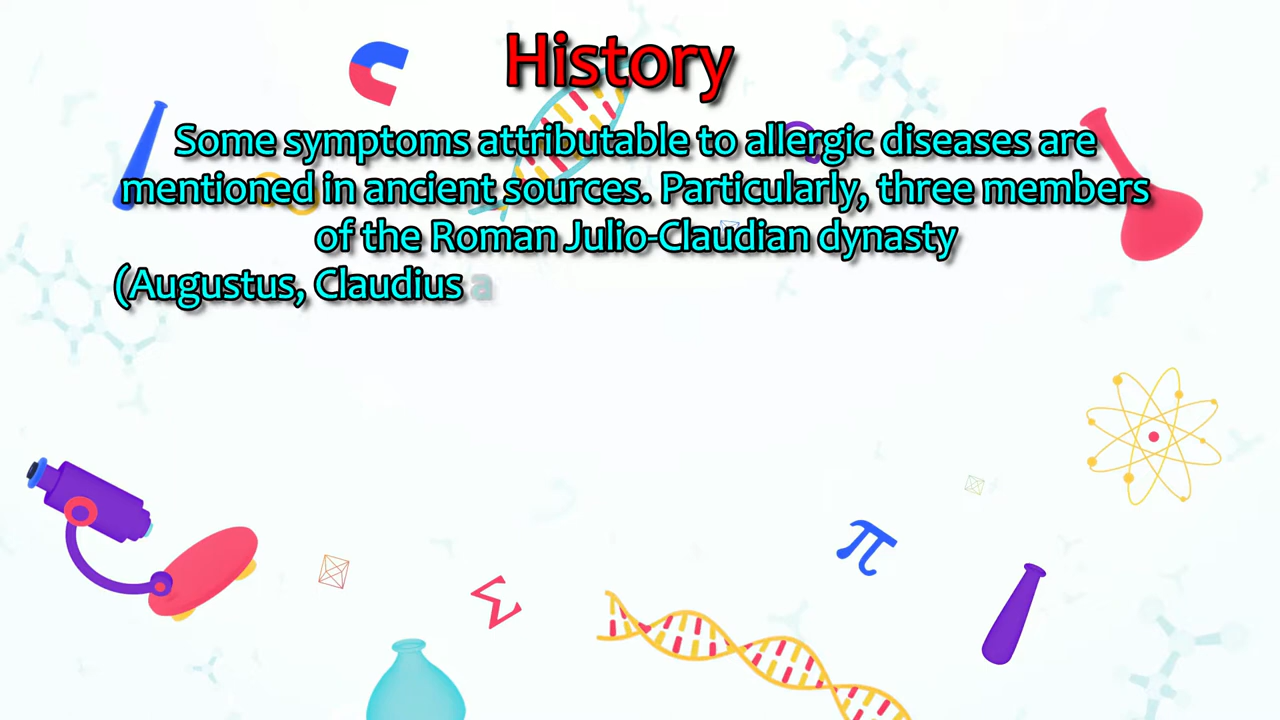 History
Some symptoms attributable to allergic diseases are
mentioned in ancient sources. Particularly, three members
of the Roman Julio-Claudian dynasty
(Augustus, Claudius a
π
Σ